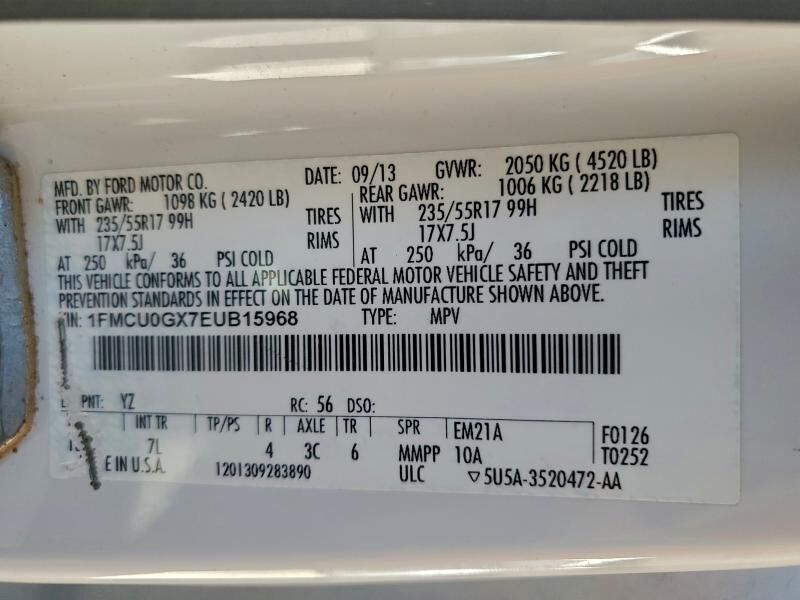 MFD. BY FORD MOTOR CO. DATE: 09/13 GVWR: 2050 KG ( 4520 LB)
FRONT GAWR: 1098 KG ( 2420 LB) REAR GAWR: 1006 KG ( 2218 LB)
WITH 235/55R17 99H TIRES WITH 235/55R17 99H TIRES
17X7.5J RIMS 17X7.5J RIMS
AT 250 kPa/ 36 PSI COLD AT 250 kPa/ 36 PSI COLD
THIS VEHICLE CONFORMS TO ALL APPLICABLE FEDERAL MOTOR VEHICLE SAFETY AND THEFT
PREVENTION STANDARDS IN EFFECT ON THE DATE OF MANUFACTURE SHOWN ABOVE.
IN: 1FMCU0GX7EUB15968 TYPE: MPV
PNT: YZ RC: 56 DSO:
INT TR TP/PS R AXLE TR SPR EM21A F0126
7L 4 3C 6 MMPP 10A T0252
E IN U.S.A. 1201309283890 ULC ▽5U5A-3520472-AA